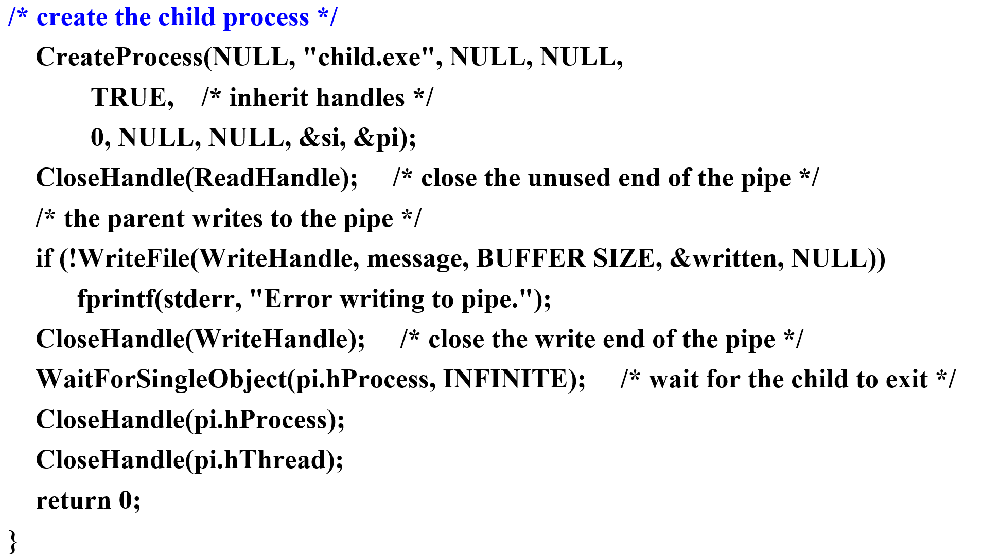 /* create the child process */
CreateProcess(NULL, "child.exe", NULL, NULL,
TRUE, /* inherit handles */
0, NULL, NULL, &si, &pi);
CloseHandle(ReadHandle); /* close the unused end of the pipe */
/* the parent writes to the pipe */
if (!WriteFile(WriteHandle, message, BUFFER SIZE, &written, NULL))
fprintf(stderr, "Error writing to pipe.");
CloseHandle(WriteHandle); /* close the write end of the pipe */
WaitForSingleObject(pi.hProcess, INFINITE); /* wait for the child to exit */
CloseHandle(pi.hProcess);
CloseHandle(pi.hThread);
return 0;
}